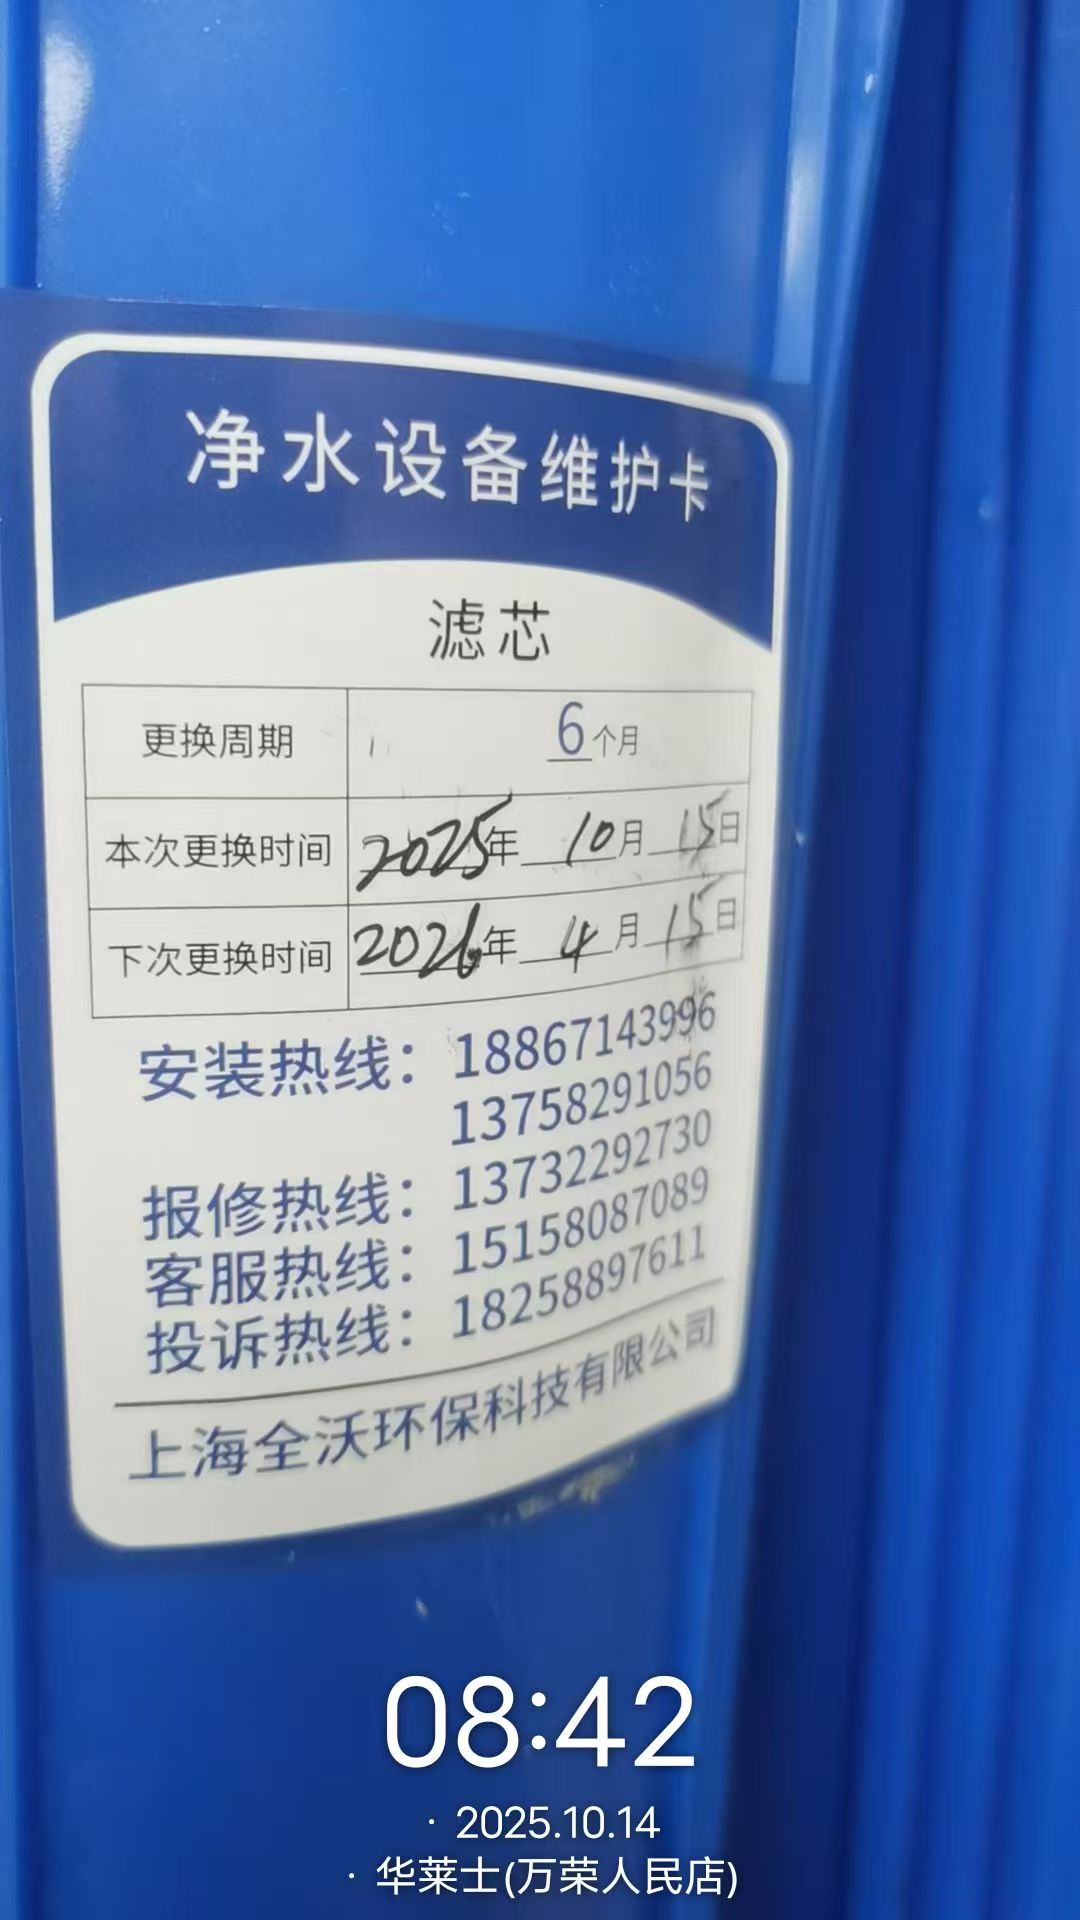 净水设备维护卡
滤芯
更换周期 6个月
本次更换时间 2025年 10月 15日
下次更换时间 2026年 4月 15日
安装热线：18867143996
13758291056
报修热线：13732292730
客服热线：15158087089
投诉热线：18258897611
上海全沃环保科技有限公司
08:42
· 2025.10.14
· 华莱士(万荣人民店)